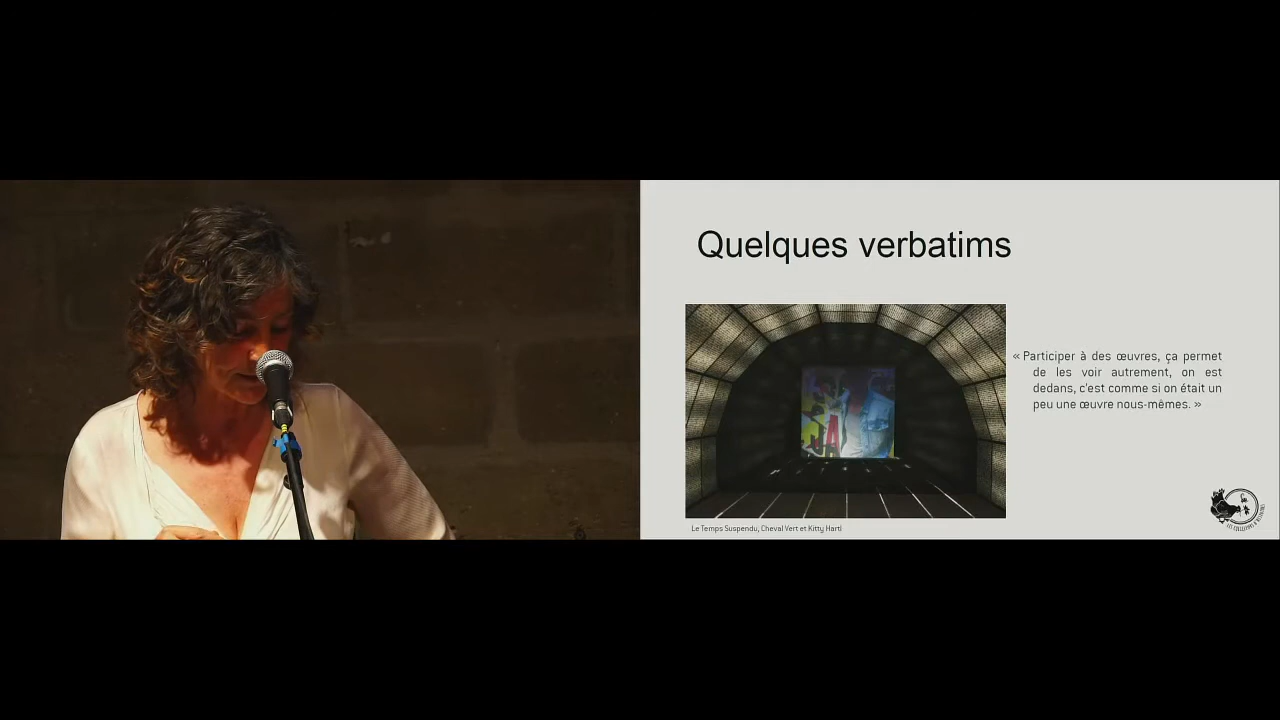 Quelques verbatims
« Participer à des œuvres, ça permet
de les voir autrement, on est
dedans, c'est comme si on était un
peu une œuvre nous-mêmes. »
Le Temps Suspendu, Cheval Vert et Kitty Hart)